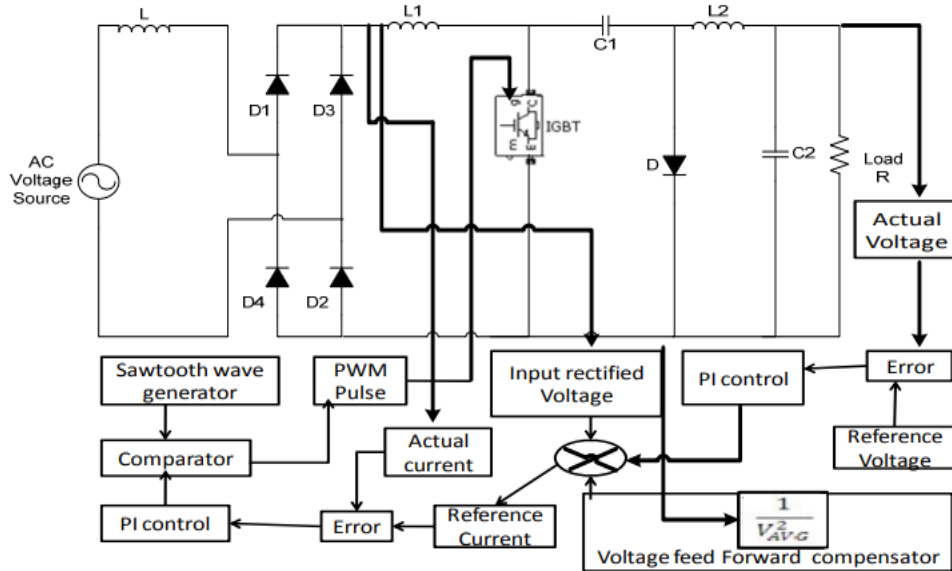 L
L1
C1
L2
D1
D3
g
C
IGBT
m
E
D
C2
Load
R
AC
Voltage
Source
D4
D2
Actual
Voltage
Sawtooth wave
generator
PWM
Pulse
Input rectified
Voltage
PI control
Error
Actual
current
Reference
Voltage
Comparator
PI control
Error
Reference
Current
1
V²AV·G
Voltage feed Forward compensator